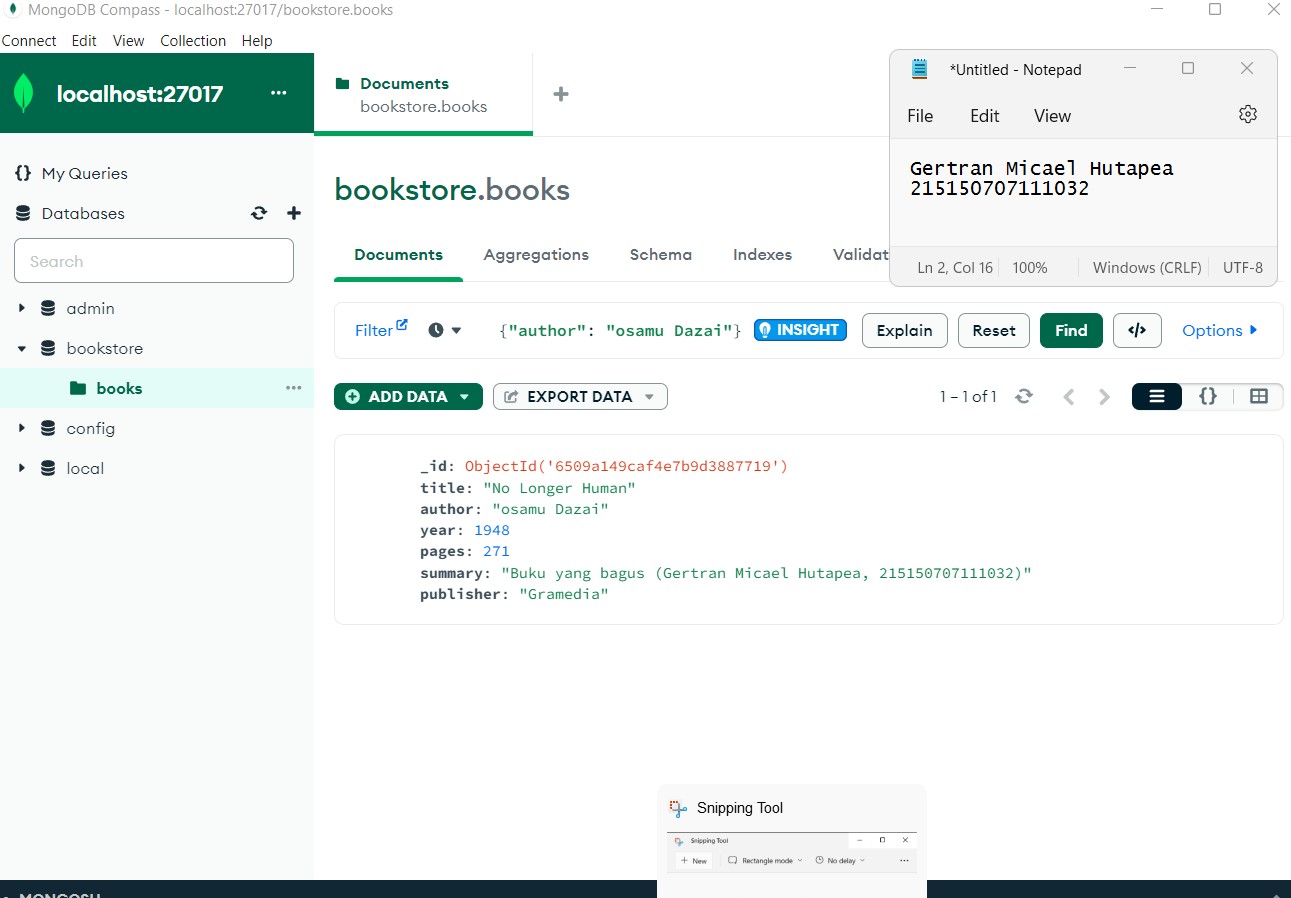 MongoDB Compass - localhost:27017/bookstore.books
Connect Edit View Collection Help
localhost:27017
My Queries
Databases
Search
admin
bookstore
books
config
local
Documents
bookstore.books
bookstore.books
Documents Aggregations Schema Indexes Validat
*Untitled - Notepad
File Edit View
Gertran Micael Hutapea
215150707111032
Ln 2, Col 16 100% Windows (CRLF) UTF-8
Filter {"author": "osamu Dazai"} INSIGHT Explain Reset Find </> Options
ADD DATA EXPORT DATA 1 – 1 of 1 {}
_id: ObjectId('6509a149caf4e7b9d3887719')
title: "No Longer Human"
author: "osamu Dazai"
year: 1948
pages: 271
summary: "Buku yang bagus (Gertran Micael Hutapea, 215150707111032)"
publisher: "Gramedia"
Snipping Tool
Snipping Tool
New Rectangle mode No delay
MONGOSH